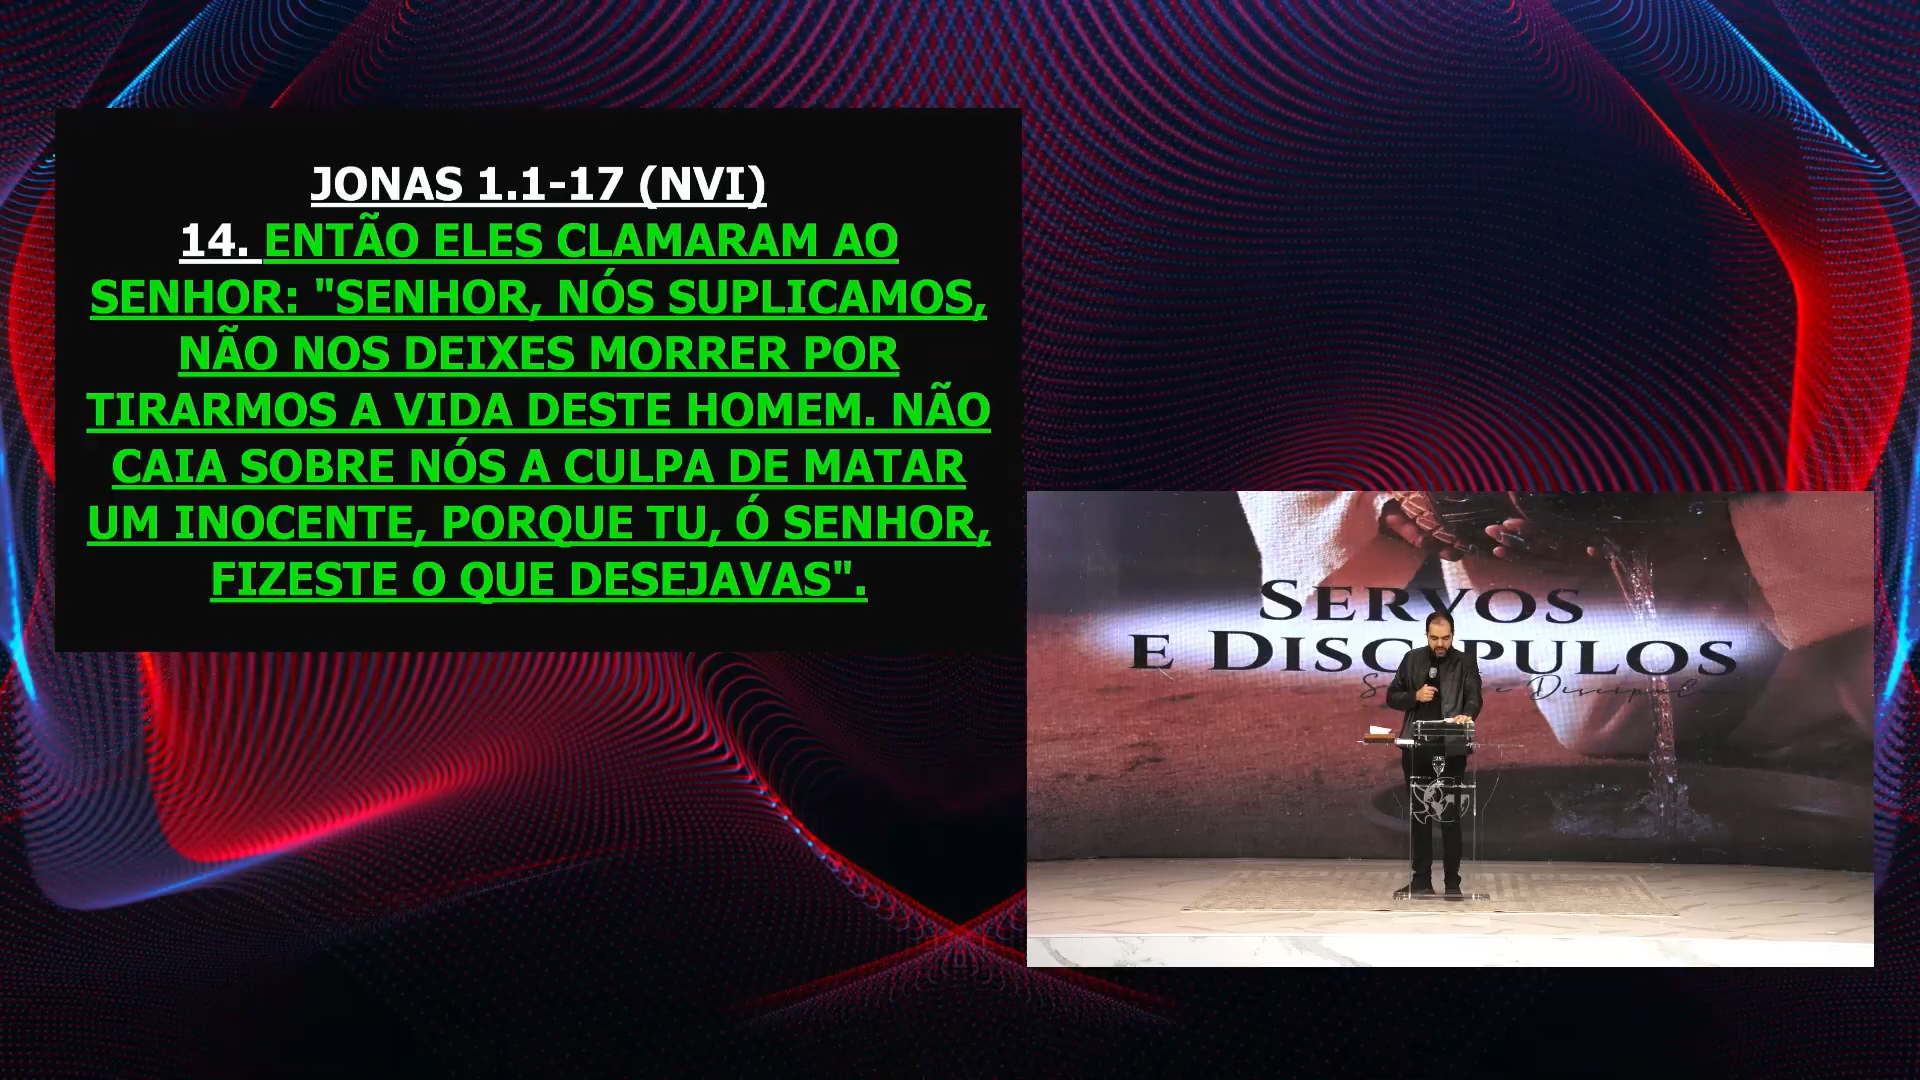 JONAS 1.1-17 (NVI)
14. ENTÃO ELES CLAMARAM AO
SENHOR: "SENHOR, NÓS SUPLICAMOS,
NÃO NOS DEIXES MORRER POR
TIRARMOS A VIDA DESTE HOMEM. NÃO
CAIA SOBRE NÓS A CULPA DE MATAR
UM INOCENTE, PORQUE TU, Ó SENHOR,
FIZESTE O QUE DESEJAVAS".
SERVOS
E DISCÍPULOS